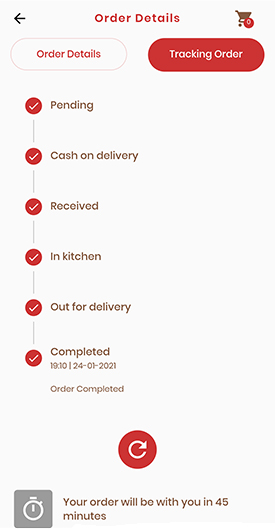 Order Details
0
Order Details
Tracking Order
Pending
Cash on delivery
Received
In kitchen
Out for delivery
Completed
19:10 | 24-01-2021
Order Completed
Your order will be with you in 45
minutes